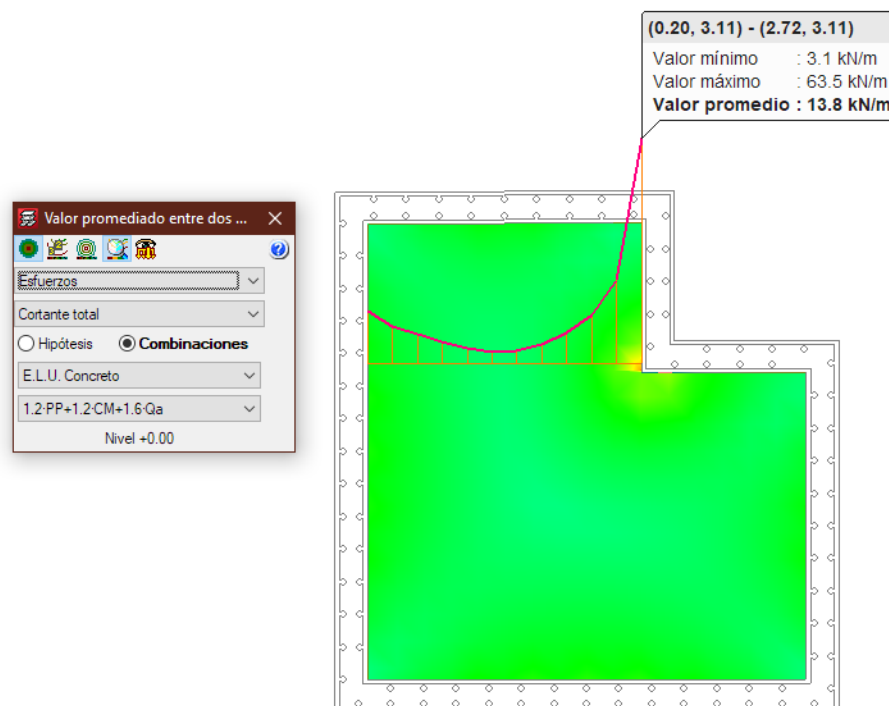 (0.20, 3.11) - (2.72, 3.11)
Valor mínimo : 3.1 kN/m
Valor máximo : 63.5 kN/m
Valor promedio : 13.8 kN/m
Valor promediado entre dos ...
Esfuerzos
Cortante total
Hipótesis Combinaciones
E.L.U. Concreto
1.2·PP+1.2·CM+1.6·Qa
Nivel +0.00